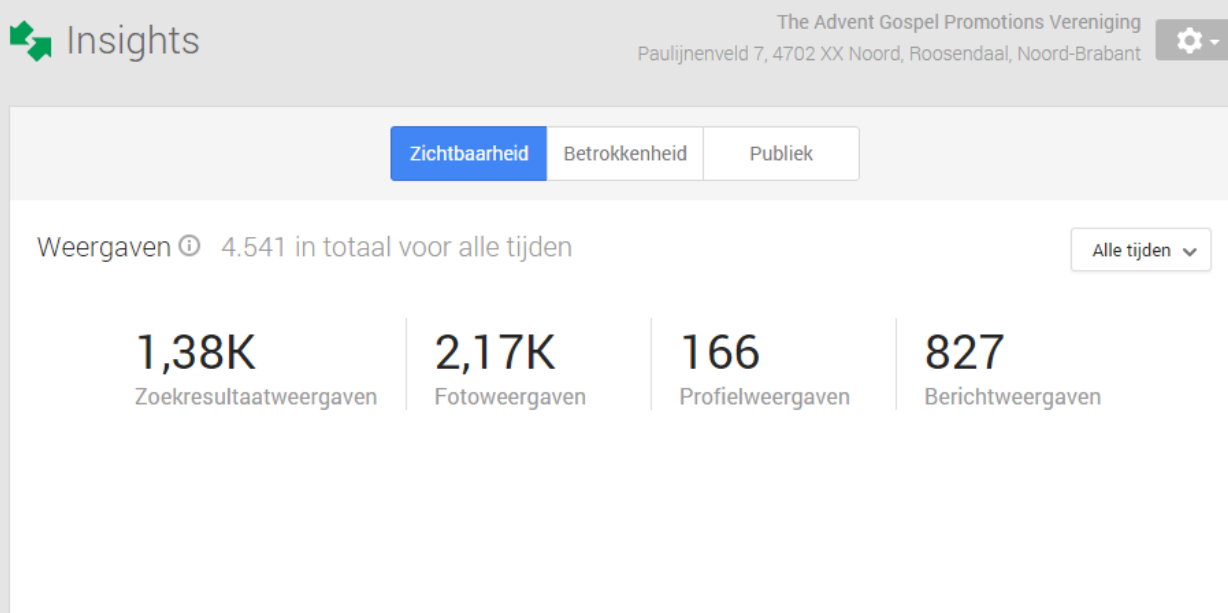 Insights
The Advent Gospel Promotions Vereniging
Paulijnenveld 7, 4702 XX Noord, Roosendaal, Noord-Brabant
Zichtbaarheid
Betrokkenheid
Publiek
Weergaven 4.541 in totaal voor alle tijden
Alle tijden
1,38K
Zoekresultaatweergaven
2,17K
Fotoweergaven
166
Profielweergaven
827
Berichtweergaven